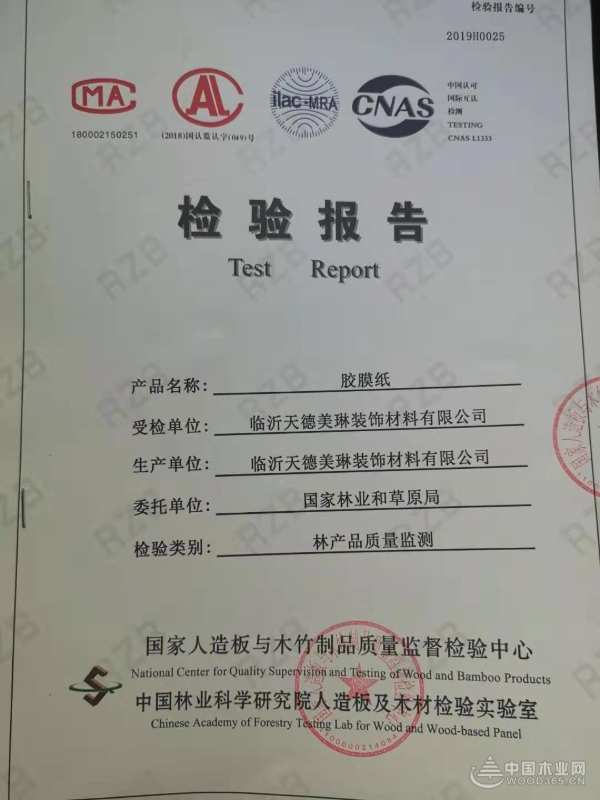 检验报告编号
2019H0025
MA
180002150251
CAL
(2018)国认监认字(049)号
ilac-MRA
CNAS
中国认可
国际互认
检测
TESTING
CNAS L1333
检验报告
Test Report
产品名称： 胶膜纸
受检单位： 临沂天德美琳装饰材料有限公司
生产单位： 临沂天德美琳装饰材料有限公司
委托单位： 国家林业和草原局
检验类别： 林产品质量监测
国家人造板与木竹制品质量监督检验中心
National Center for Quality Supervision and Testing of Wood and Bamboo Products
中国林业科学研究院人造板及木材检验实验室
Chinese Academy of Forestry Testing Lab for Wood and Wood-based Panel
RZB
中国木业网
WOOD365.CN